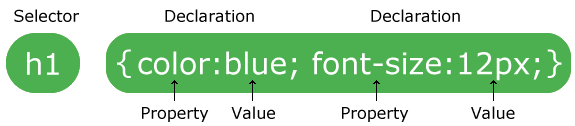 Selector Declaration Declaration
h1 {color:blue; font-size:12px;}
Property Value Property Value